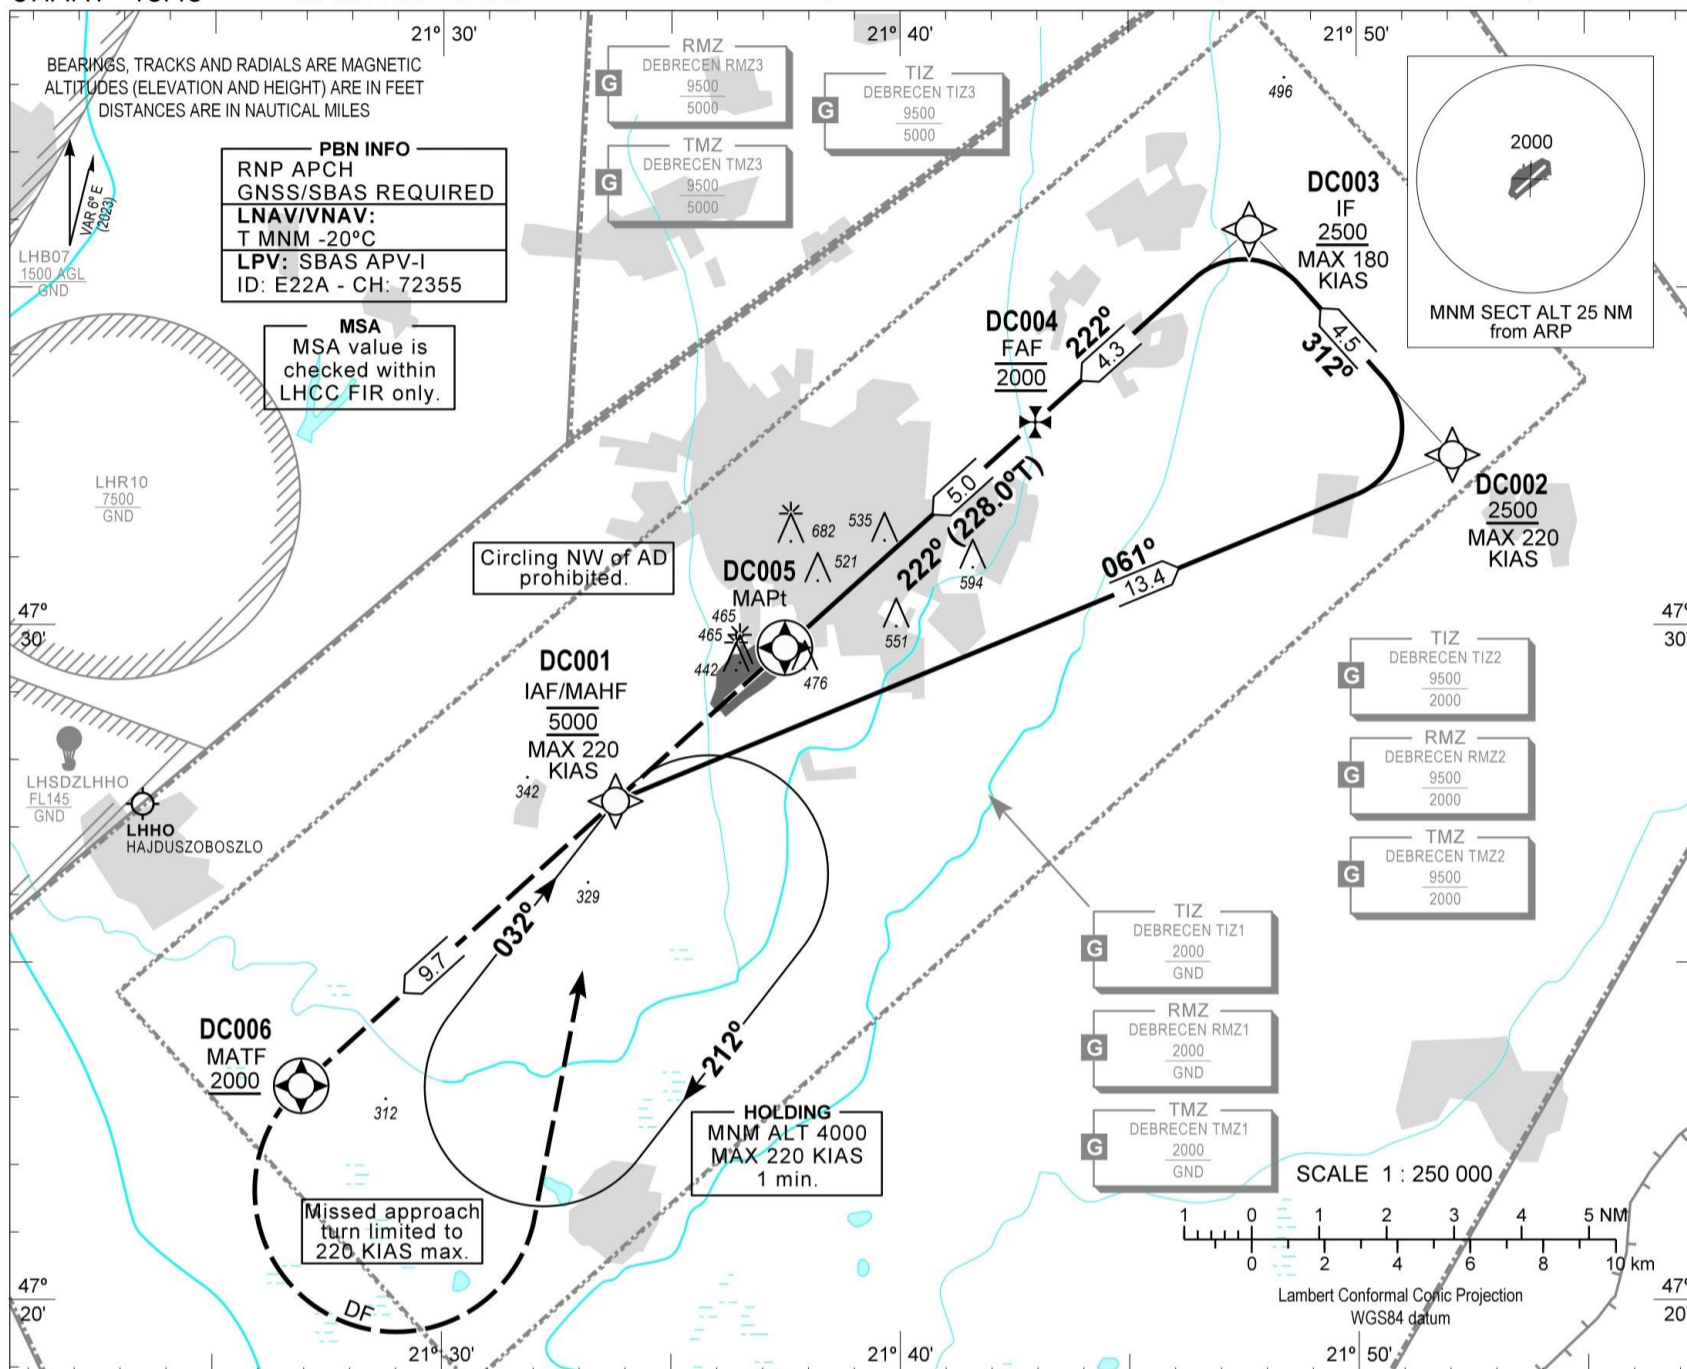 21° 30'
21° 40'
21° 50'
BEARINGS, TRACKS AND RADIALS ARE MAGNETIC
ALTITUDES (ELEVATION AND HEIGHT) ARE IN FEET
DISTANCES ARE IN NAUTICAL MILES
VAR 6° E
(2023)
PBN INFO
RNP APCH
GNSS/SBAS REQUIRED
LNAV/VNAV:
T MNM -20°C
LPV: SBAS APV-I
ID: E22A - CH: 72355
MSA
MSA value is
checked within
LHCC FIR only.
RMZ
DEBRECEN RMZ3
G
9500
5000
TIZ
DEBRECEN TIZ3
G
9500
5000
TMZ
DEBRECEN TMZ3
G
9500
5000
496
2000
MNM SECT ALT 25 NM
from ARP
LHB07
1500 AGL
GND
LHR10
7500
GND
DC003
IF
2500
MAX 180
KIAS
DC004
FAF
2000
222°
4.3
4.5
312°
DC002
2500
MAX 220
KIAS
5.0
222° (228.0°T)
061°
13.4
682
535
521
594
551
Circling NW of AD
prohibited.
DC005
MAPt
465
465
442
476
47°
30'
47°
30'
DC001
IAF/MAHF
5000
MAX 220
KIAS
342
329
LHSDZLHHO
FL145
GND
LHHO
HAJDUSZOBOSZLO
TIZ
DEBRECEN TIZ2
G
9500
2000
RMZ
DEBRECEN RMZ2
G
9500
2000
TMZ
DEBRECEN TMZ2
G
9500
2000
TIZ
DEBRECEN TIZ1
G
2000
GND
RMZ
DEBRECEN RMZ1
G
2000
GND
TMZ
DEBRECEN TMZ1
G
2000
GND
032°
9.7
212°
DC006
MATF
2000
312
HOLDING
MNM ALT 4000
MAX 220 KIAS
1 min.
Missed approach
turn limited to
220 KIAS max.
DF
SCALE 1 : 250 000
1 0 1 2 3 4 5 NM
0 2 4 6 8 10 km
Lambert Conformal Conic Projection
WGS84 datum
47°
20'
47°
20'
21° 30'
21° 40'
21° 50'